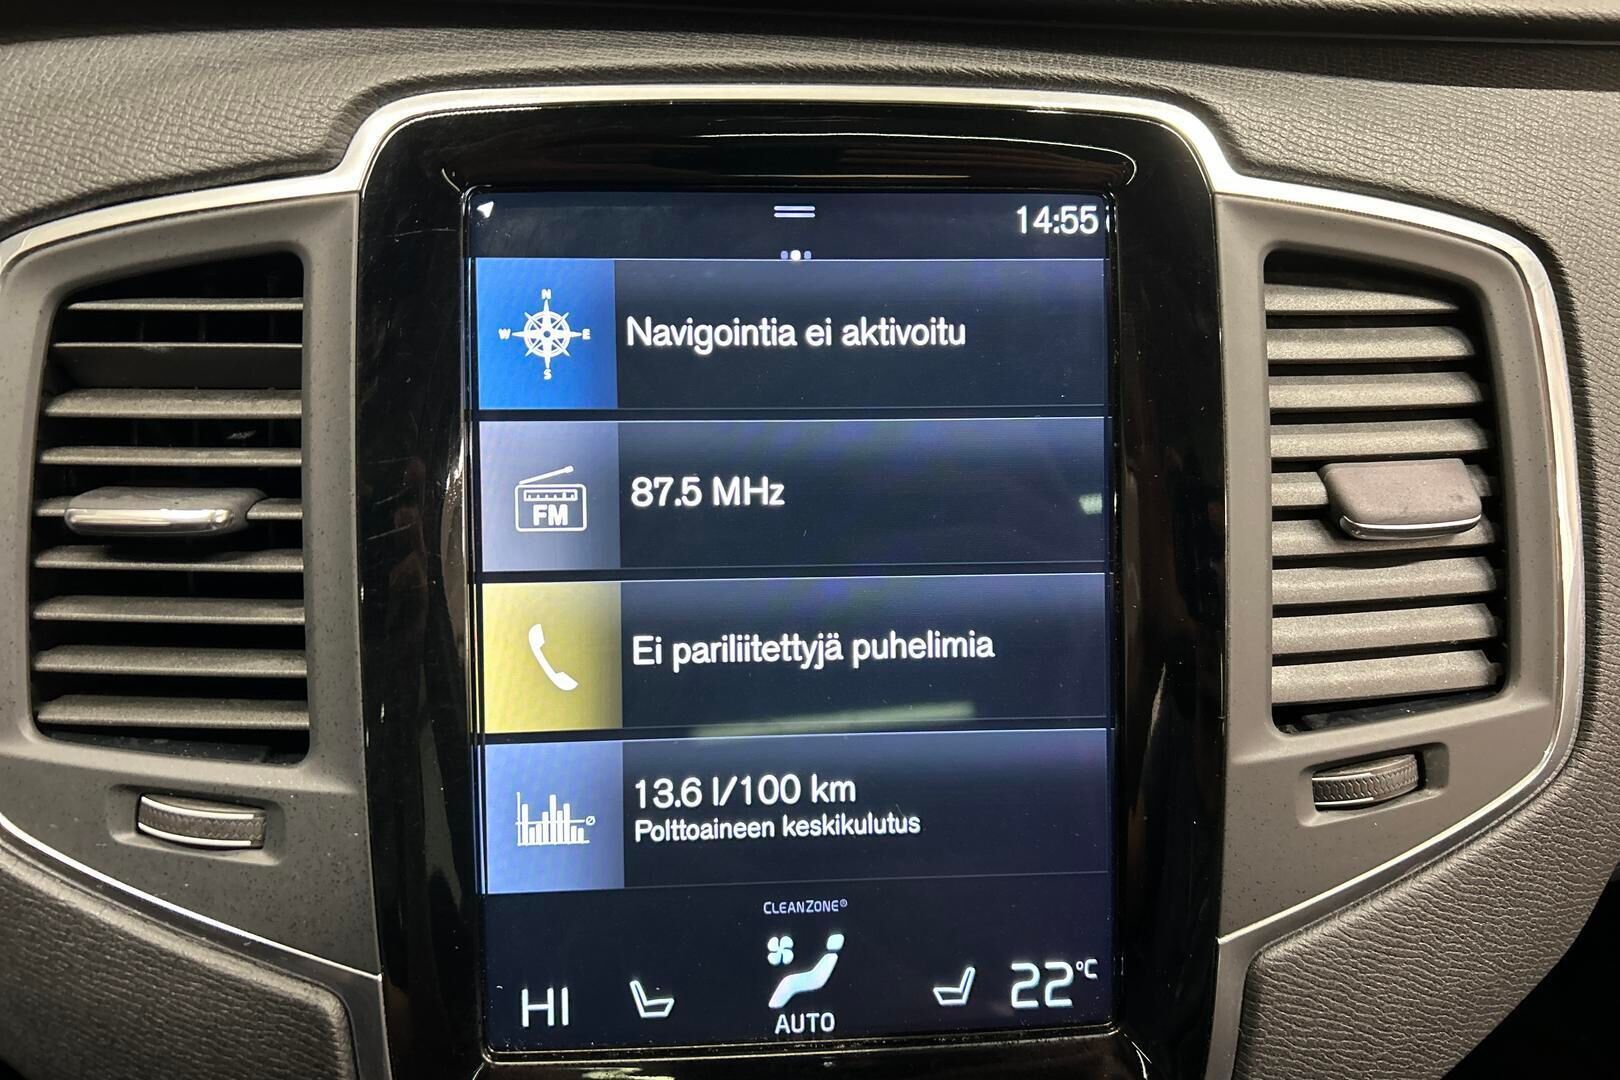 14:55
N
W E
S
Navigointia ei aktivoitu
FM
87.5 MHz
Ei pariliitettyjä puhelimia
13.6 l/100 km
Ø
Polttoaineen keskikulutus
CLEANZONE®
HI
22°C
AUTO